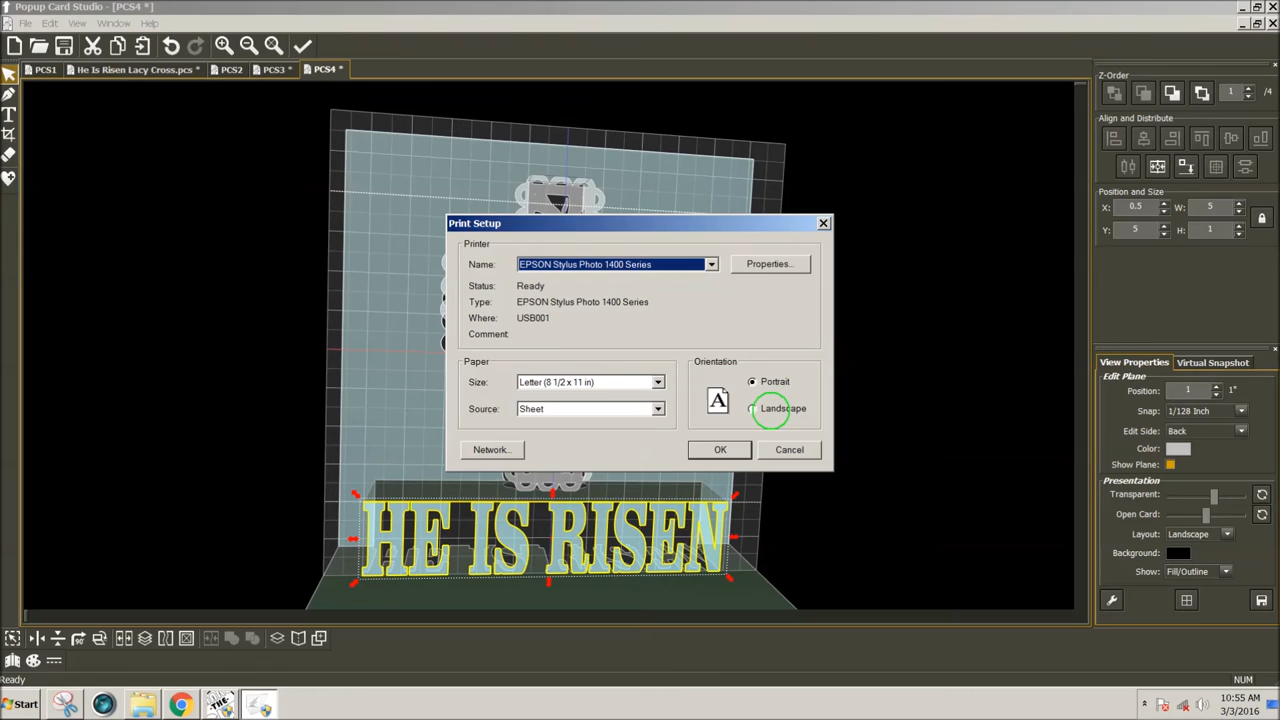 Popup Card Studio - [PCS4 *]
File Edit View Window Help
PCS1 He Is Risen Lacy Cross.pcs * PCS2 PCS3 * PCS4 *
Z-Order
1 /4
Align and Distribute
Position and Size
X: 0.5 W: 5
Y: 5 H: 1
Print Setup
Printer
Name: EPSON Stylus Photo 1400 Series Properties...
Status: Ready
Type: EPSON Stylus Photo 1400 Series
Where: USB001
Comment:
Paper
Size: Letter (8 1/2 x 11 in)
Source: Sheet
Orientation
A
Portrait
Landscape
Network... OK Cancel
HE IS RISEN
View Properties Virtual Snapshot
Edit Plane
Position: 1 1"
Snap: 1/128 Inch
Edit Side: Back
Color:
Show Plane:
Presentation
Transparent:
Open Card:
Layout: Landscape
Background:
Show: Fill/Outline
Ready NUM
Start THE 10:55 AM
3/3/2016